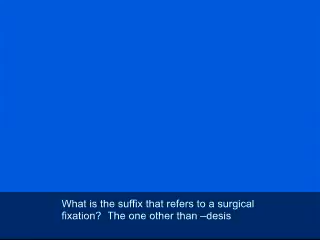 What is the suffix that refers to a surgical
fixation?  The one other than –desis